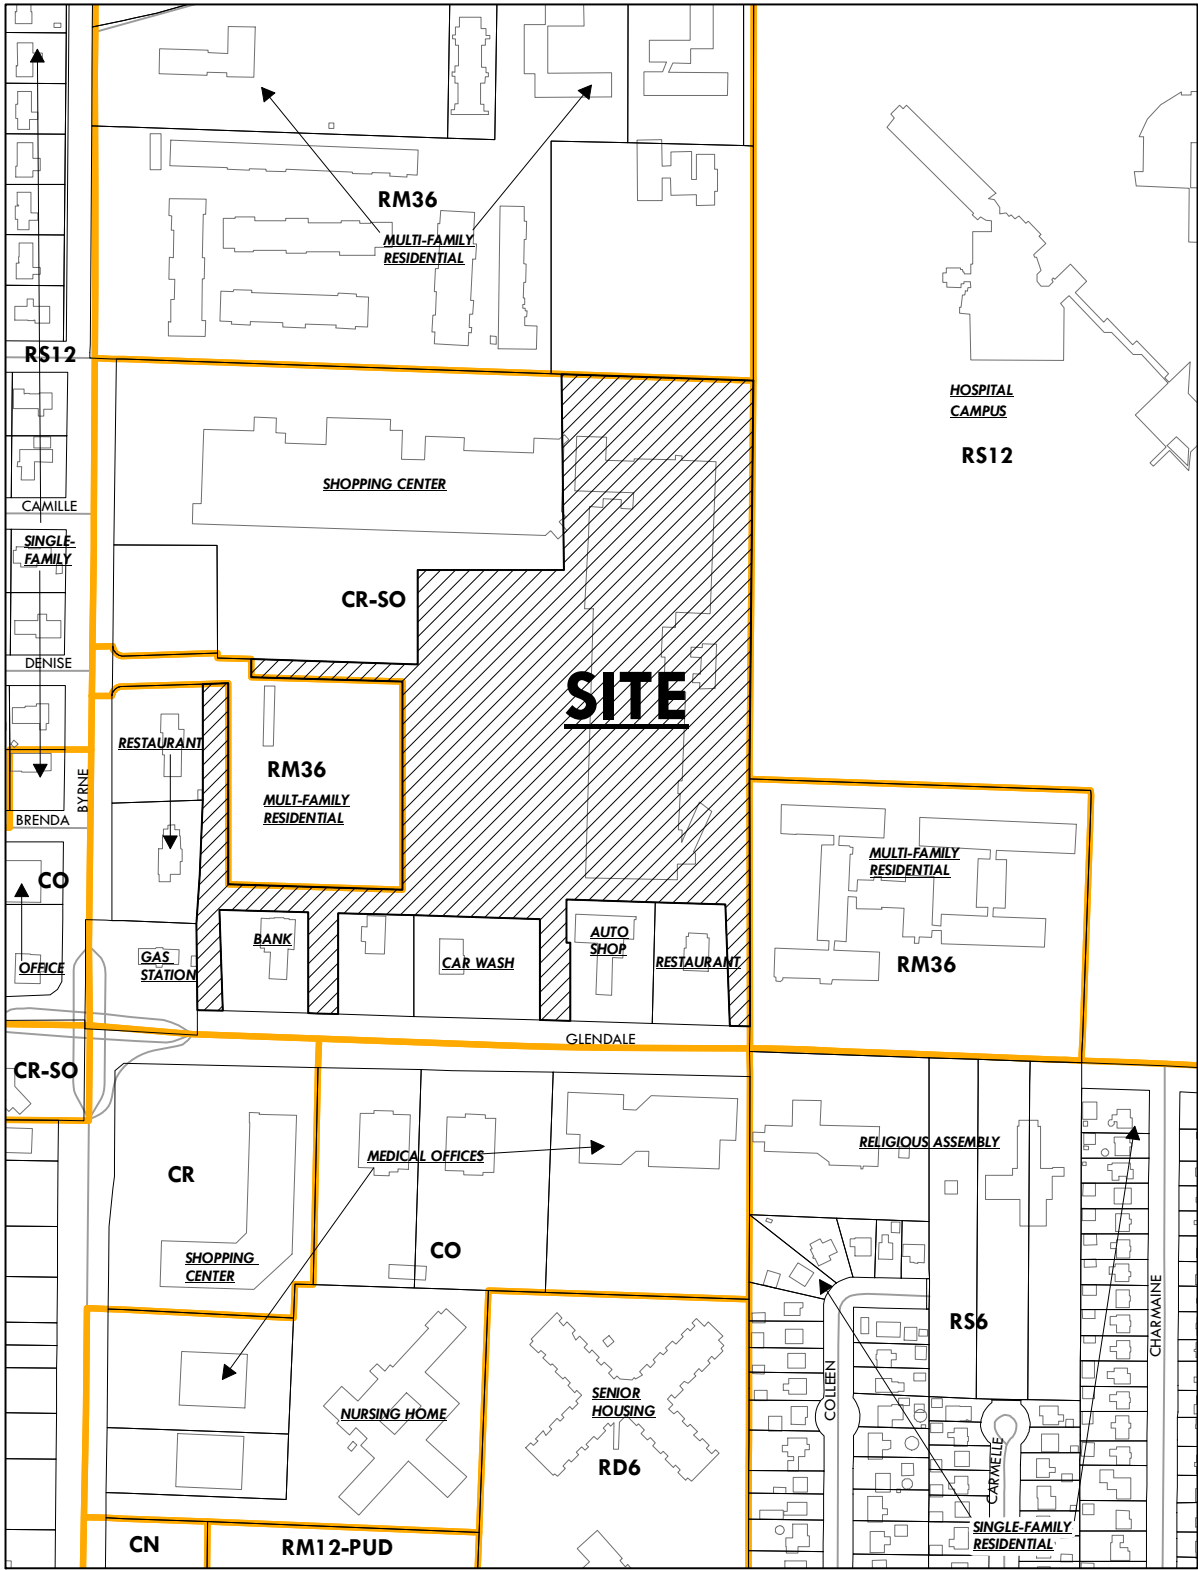 RM36
MULTI-FAMILY
RESIDENTIAL
RS12
HOSPITAL
CAMPUS
RS12
SHOPPING CENTER
CAMILLE
SINGLE-
FAMILY
CR-SO
DENISE
SITE
RESTAURANT
RM36
MULT-FAMILY
RESIDENTIAL
BYRNE
BRENDA
MULTI-FAMILY
RESIDENTIAL
CO
BANK
AUTO
SHOP
GAS
STATION
CAR WASH
RESTAURANT
OFFICE
RM36
GLENDALE
CR-SO
MEDICAL OFFICES
RELIGIOUS ASSEMBLY
CR
CO
SHOPPING
CENTER
RS6
CHARMAINE
COLLEEN
SENIOR
HOUSING
NURSING HOME
RD6
CARMELLE
SINGLE-FAMILY
RESIDENTIAL
CN
RM12-PUD